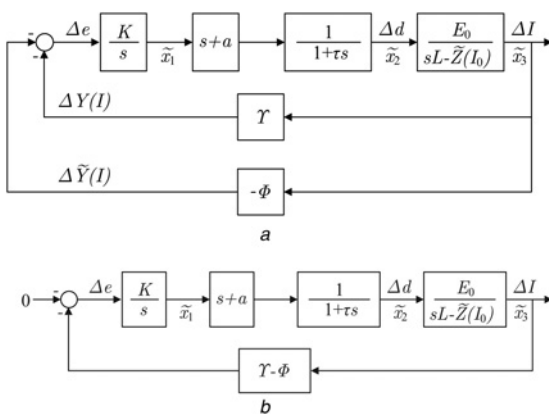 - Δe K/s x̃₁ s+a 1/(1+τs) Δd x̃₂ E₀/(sL-Z̃(I₀)) ΔI x̃₃
-
ΔY(I) ϒ
ΔỸ(I) -Φ
a
0 - Δe K/s x̃₁ s+a 1/(1+τs) Δd x̃₂ E₀/(sL-Z̃(I₀)) ΔI x̃₃
-
ϒ-Φ
b